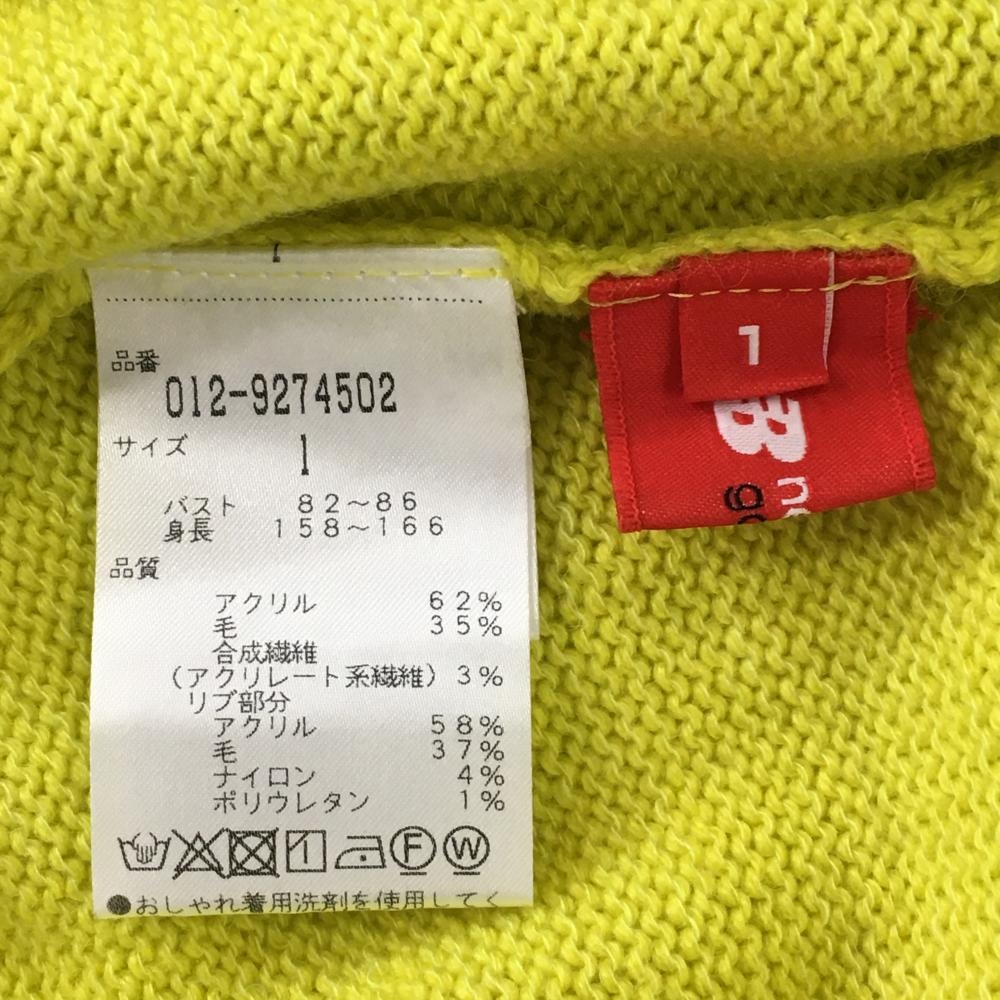 品番
012-9274502
サイズ 1
バスト 82～86
身長 158～166
品質
アクリル 62%
毛 35%
合成繊維
(アクリレート系繊維) 3%
リブ部分
アクリル 58%
毛 37%
ナイロン 4%
ポリウレタン 1%
F W
●おしゃれ着用洗剤を使用してく
1